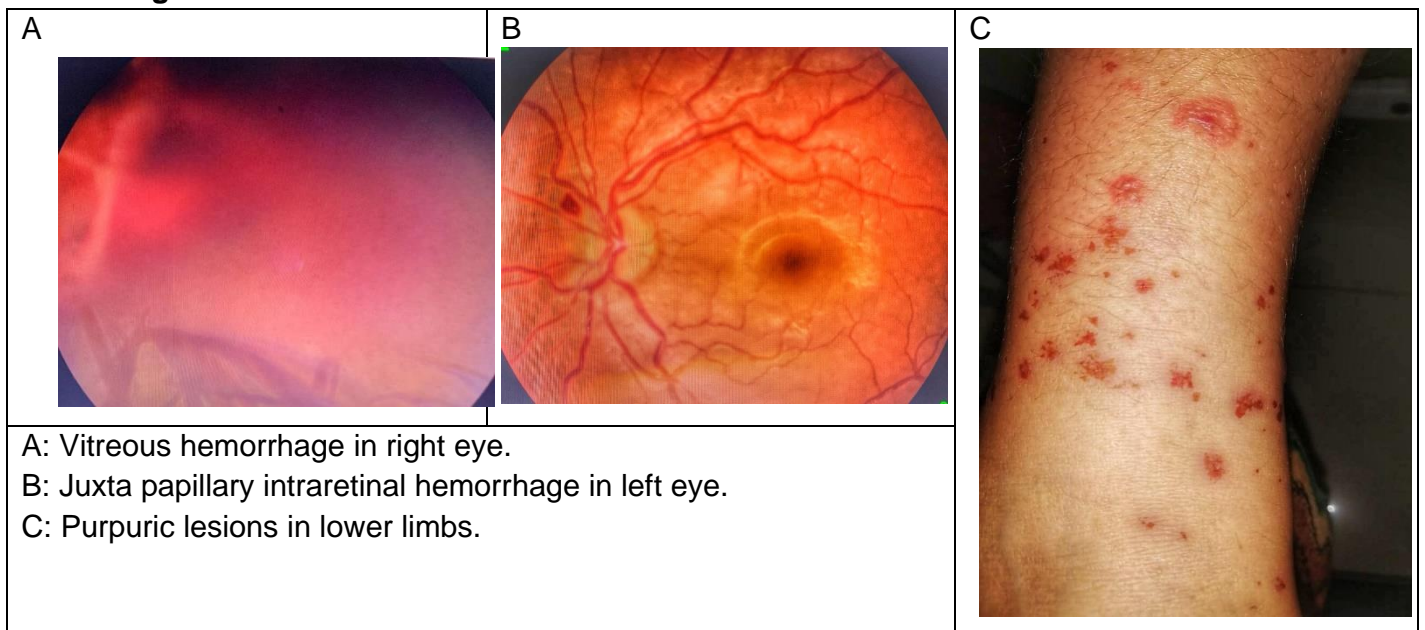 A
B
C
A: Vitreous hemorrhage in right eye.
B: Juxta papillary intraretinal hemorrhage in left eye.
C: Purpuric lesions in lower limbs.